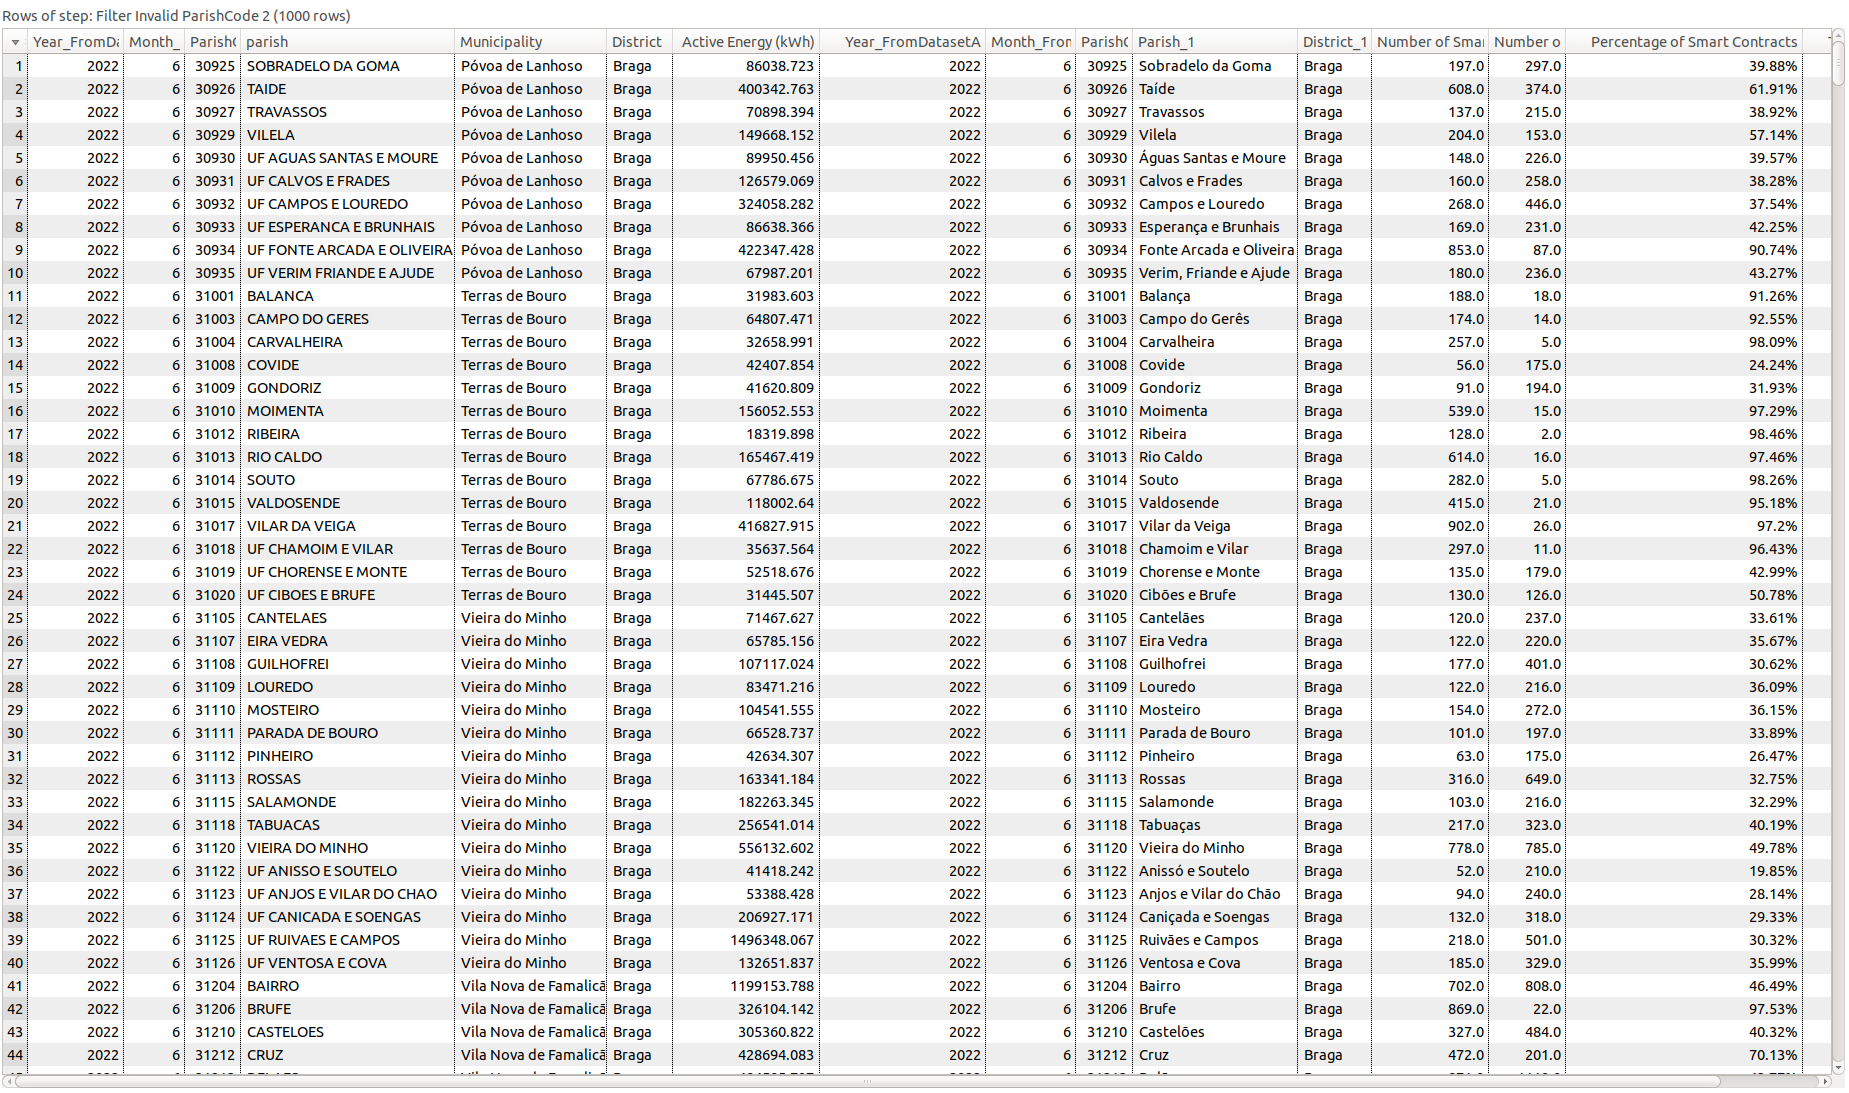 Rows of step: Filter Invalid ParishCode 2 (1000 rows)
Year_FromDa Month_ ParishC parish Municipality District Active Energy (kWh) Year_FromDatasetA Month_From ParishC Parish_1 District_1 Number of Smar Number o Percentage of Smart Contracts
1 2022 6 30925 SOBRADELO DA GOMA Póvoa de Lanhoso Braga 86038.723 2022 6 30925 Sobradelo da Goma Braga 197.0 297.0 39.88%
2 2022 6 30926 TAIDE Póvoa de Lanhoso Braga 400342.763 2022 6 30926 Taíde Braga 608.0 374.0 61.91%
3 2022 6 30927 TRAVASSOS Póvoa de Lanhoso Braga 70898.394 2022 6 30927 Travassos Braga 137.0 215.0 38.92%
4 2022 6 30929 VILELA Póvoa de Lanhoso Braga 149668.152 2022 6 30929 Vilela Braga 204.0 153.0 57.14%
5 2022 6 30930 UF AGUAS SANTAS E MOURE Póvoa de Lanhoso Braga 89950.456 2022 6 30930 Águas Santas e Moure Braga 148.0 226.0 39.57%
6 2022 6 30931 UF CALVOS E FRADES Póvoa de Lanhoso Braga 126579.069 2022 6 30931 Calvos e Frades Braga 160.0 258.0 38.28%
7 2022 6 30932 UF CAMPOS E LOUREDO Póvoa de Lanhoso Braga 324058.282 2022 6 30932 Campos e Louredo Braga 268.0 446.0 37.54%
8 2022 6 30933 UF ESPERANCA E BRUNHAIS Póvoa de Lanhoso Braga 86638.366 2022 6 30933 Esperança e Brunhais Braga 169.0 231.0 42.25%
9 2022 6 30934 UF FONTE ARCADA E OLIVEIRA Póvoa de Lanhoso Braga 422347.428 2022 6 30934 Fonte Arcada e Oliveira Braga 853.0 87.0 90.74%
10 2022 6 30935 UF VERIM FRIANDE E AJUDE Póvoa de Lanhoso Braga 67987.201 2022 6 30935 Verim, Friande e Ajude Braga 180.0 236.0 43.27%
11 2022 6 31001 BALANCA Terras de Bouro Braga 31983.603 2022 6 31001 Balança Braga 188.0 18.0 91.26%
12 2022 6 31003 CAMPO DO GERES Terras de Bouro Braga 64807.471 2022 6 31003 Campo do Gerês Braga 174.0 14.0 92.55%
13 2022 6 31004 CARVALHEIRA Terras de Bouro Braga 32658.991 2022 6 31004 Carvalheira Braga 257.0 5.0 98.09%
14 2022 6 31008 COVIDE Terras de Bouro Braga 42407.854 2022 6 31008 Covide Braga 56.0 175.0 24.24%
15 2022 6 31009 GONDORIZ Terras de Bouro Braga 41620.809 2022 6 31009 Gondoriz Braga 91.0 194.0 31.93%
16 2022 6 31010 MOIMENTA Terras de Bouro Braga 156052.553 2022 6 31010 Moimenta Braga 539.0 15.0 97.29%
17 2022 6 31012 RIBEIRA Terras de Bouro Braga 18319.898 2022 6 31012 Ribeira Braga 128.0 2.0 98.46%
18 2022 6 31013 RIO CALDO Terras de Bouro Braga 165467.419 2022 6 31013 Rio Caldo Braga 614.0 16.0 97.46%
19 2022 6 31014 SOUTO Terras de Bouro Braga 67786.675 2022 6 31014 Souto Braga 282.0 5.0 98.26%
20 2022 6 31015 VALDOSENDE Terras de Bouro Braga 118002.64 2022 6 31015 Valdosende Braga 415.0 21.0 95.18%
21 2022 6 31017 VILAR DA VEIGA Terras de Bouro Braga 416827.915 2022 6 31017 Vilar da Veiga Braga 902.0 26.0 97.2%
22 2022 6 31018 UF CHAMOIM E VILAR Terras de Bouro Braga 35637.564 2022 6 31018 Chamoim e Vilar Braga 297.0 11.0 96.43%
23 2022 6 31019 UF CHORENSE E MONTE Terras de Bouro Braga 52518.676 2022 6 31019 Chorense e Monte Braga 135.0 179.0 42.99%
24 2022 6 31020 UF CIBOES E BRUFE Terras de Bouro Braga 31445.507 2022 6 31020 Cibões e Brufe Braga 130.0 126.0 50.78%
25 2022 6 31105 CANTELAES Vieira do Minho Braga 71467.627 2022 6 31105 Cantelães Braga 120.0 237.0 33.61%
26 2022 6 31107 EIRA VEDRA Vieira do Minho Braga 65785.156 2022 6 31107 Eira Vedra Braga 122.0 220.0 35.67%
27 2022 6 31108 GUILHOFREI Vieira do Minho Braga 107117.024 2022 6 31108 Guilhofrei Braga 177.0 401.0 30.62%
28 2022 6 31109 LOUREDO Vieira do Minho Braga 83471.216 2022 6 31109 Louredo Braga 122.0 216.0 36.09%
29 2022 6 31110 MOSTEIRO Vieira do Minho Braga 104541.555 2022 6 31110 Mosteiro Braga 154.0 272.0 36.15%
30 2022 6 31111 PARADA DE BOURO Vieira do Minho Braga 66528.737 2022 6 31111 Parada de Bouro Braga 101.0 197.0 33.89%
31 2022 6 31112 PINHEIRO Vieira do Minho Braga 42634.307 2022 6 31112 Pinheiro Braga 63.0 175.0 26.47%
32 2022 6 31113 ROSSAS Vieira do Minho Braga 163341.184 2022 6 31113 Rossas Braga 316.0 649.0 32.75%
33 2022 6 31115 SALAMONDE Vieira do Minho Braga 182263.345 2022 6 31115 Salamonde Braga 103.0 216.0 32.29%
34 2022 6 31118 TABUACAS Vieira do Minho Braga 256541.014 2022 6 31118 Tabuaças Braga 217.0 323.0 40.19%
35 2022 6 31120 VIEIRA DO MINHO Vieira do Minho Braga 556132.602 2022 6 31120 Vieira do Minho Braga 778.0 785.0 49.78%
36 2022 6 31122 UF ANISSO E SOUTELO Vieira do Minho Braga 41418.242 2022 6 31122 Anissó e Soutelo Braga 52.0 210.0 19.85%
37 2022 6 31123 UF ANJOS E VILAR DO CHAO Vieira do Minho Braga 53388.428 2022 6 31123 Anjos e Vilar do Chão Braga 94.0 240.0 28.14%
38 2022 6 31124 UF CANICADA E SOENGAS Vieira do Minho Braga 206927.171 2022 6 31124 Caniçada e Soengas Braga 132.0 318.0 29.33%
39 2022 6 31125 UF RUIVAES E CAMPOS Vieira do Minho Braga 1496348.067 2022 6 31125 Ruivães e Campos Braga 218.0 501.0 30.32%
40 2022 6 31126 UF VENTOSA E COVA Vieira do Minho Braga 132651.837 2022 6 31126 Ventosa e Cova Braga 185.0 329.0 35.99%
41 2022 6 31204 BAIRRO Vila Nova de Famalicã Braga 1199153.788 2022 6 31204 Bairro Braga 702.0 808.0 46.49%
42 2022 6 31206 BRUFE Vila Nova de Famalicã Braga 326104.142 2022 6 31206 Brufe Braga 869.0 22.0 97.53%
43 2022 6 31210 CASTELOES Vila Nova de Famalicã Braga 305360.822 2022 6 31210 Castelões Braga 327.0 484.0 40.32%
44 2022 6 31212 CRUZ Vila Nova de Famalicã Braga 428694.083 2022 6 31212 Cruz Braga 472.0 201.0 70.13%